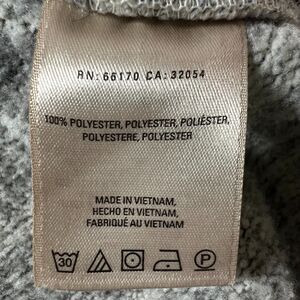 RN: 66170 CA: 32054
100% POLYESTER, POLYESTER, POLIÉSTER,
POLYESTERE, POLYESTER
MADE IN VIETNAM,
HECHO EN VIETNAM,
FABRIQUÉ AU VIETNAM
30 P